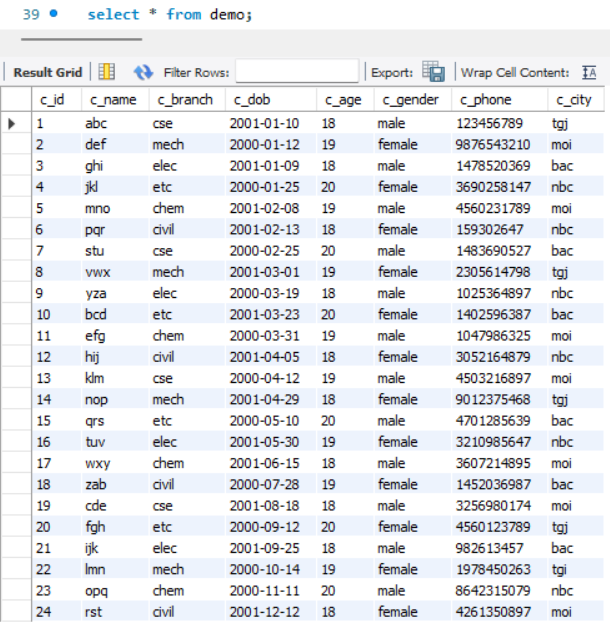 39 select * from demo;
Result Grid Filter Rows: Export: Wrap Cell Content: IA
c_id c_name c_branch c_dob c_age c_gender c_phone c_city
1 abc cse 2001-01-10 18 male 123456789 tgj
2 def mech 2000-01-12 19 female 9876543210 moi
3 ghi elec 2001-01-09 18 male 1478520369 bac
4 jkl etc 2000-01-25 20 female 3690258147 nbc
5 mno chem 2001-02-08 19 male 4560231789 moi
6 pqr civil 2001-02-13 18 female 159302647 nbc
7 stu cse 2000-02-25 20 male 1483690527 bac
8 vwx mech 2001-03-01 19 female 2305614798 tgj
9 yza elec 2000-03-19 18 male 1025364897 nbc
10 bcd etc 2001-03-23 20 female 1402596387 bac
11 efg chem 2000-03-31 19 male 1047986325 moi
12 hij civil 2001-04-05 18 female 3052164879 nbc
13 klm cse 2000-04-12 19 male 4503216897 moi
14 nop mech 2001-04-29 18 female 9012375468 tgj
15 qrs etc 2000-05-10 20 male 4701285639 bac
16 tuv elec 2001-05-30 19 female 3210985647 nbc
17 wxy chem 2001-06-15 18 male 3607214895 moi
18 zab civil 2000-07-28 19 female 1452036987 bac
19 cde cse 2001-08-18 18 male 3256980174 moi
20 fgh etc 2000-09-12 20 female 4560123789 tgj
21 ijk elec 2001-09-25 18 male 982613457 bac
22 lmn mech 2000-10-14 19 female 1978450263 tgi
23 opq chem 2000-11-11 20 male 8642315079 nbc
24 rst civil 2001-12-12 18 female 4261350897 moi